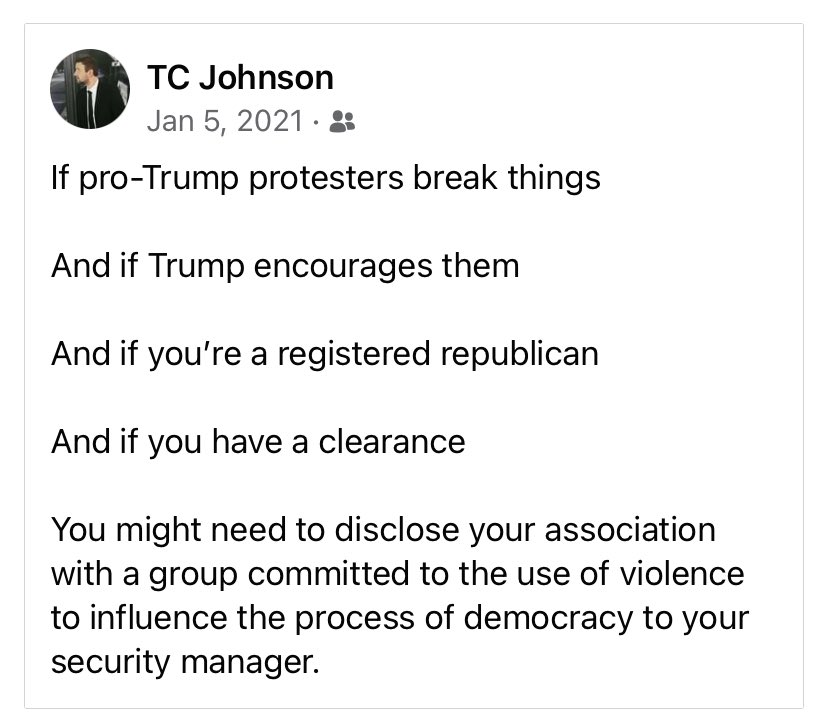 TC Johnson
Jan 5, 2021 ·
If pro-Trump protesters break things
And if Trump encourages them
And if you’re a registered republican
And if you have a clearance
You might need to disclose your association
with a group committed to the use of violence
to influence the process of democracy to your
security manager.